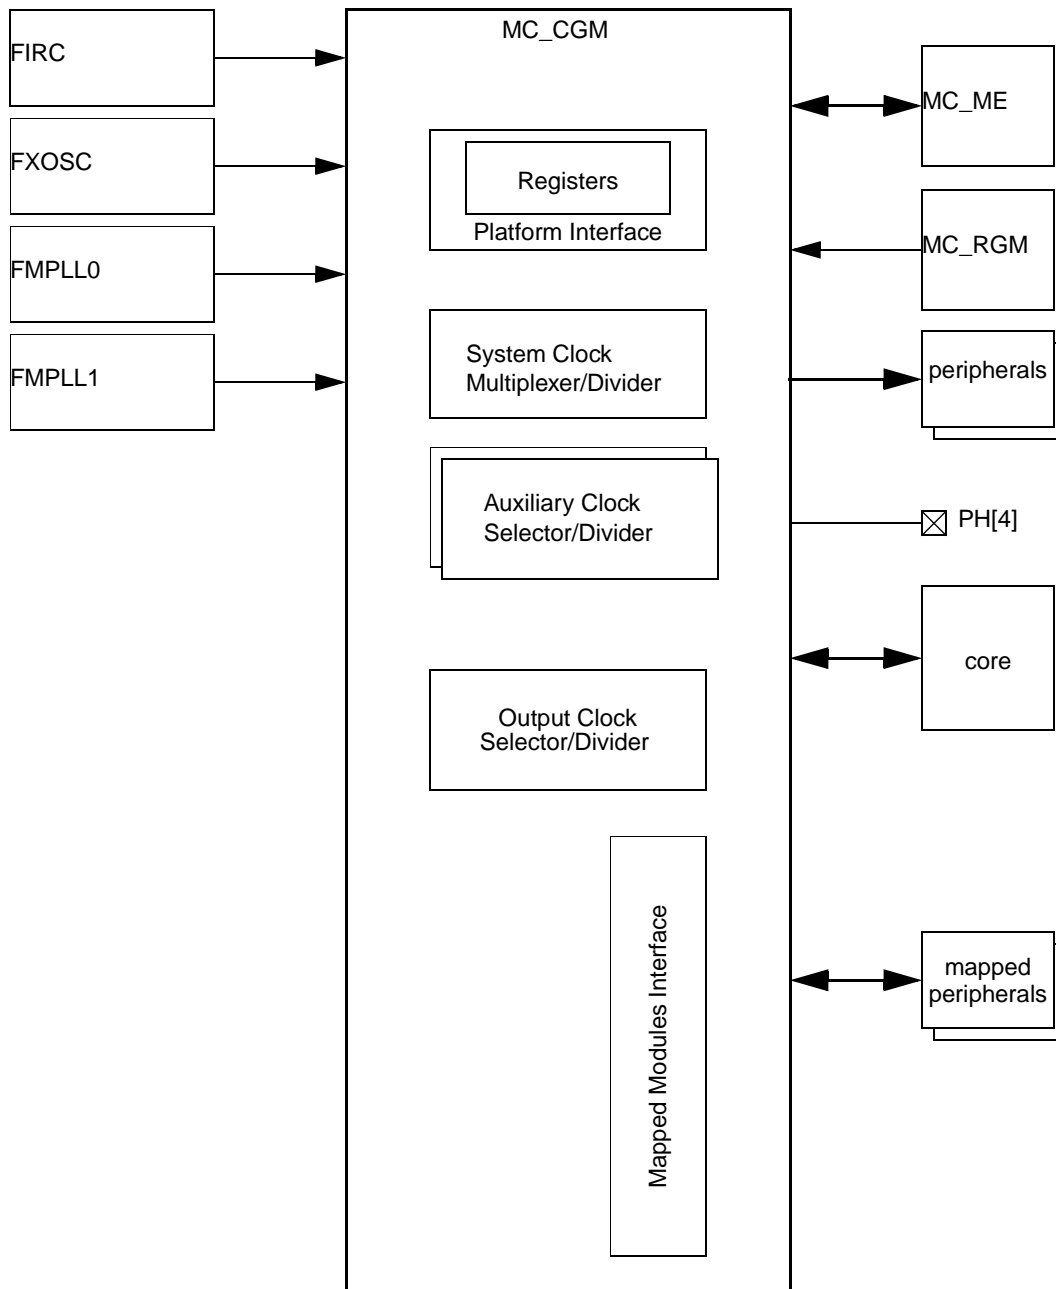 MC_CGM
FIRC
FXOSC
FMPLL0
FMPLL1
Registers
Platform Interface
System Clock
Multiplexer/Divider
Auxiliary Clock
Selector/Divider
Output Clock
Selector/Divider
Mapped Modules Interface
MC_ME
MC_RGM
peripherals
PH[4]
core
mapped
peripherals